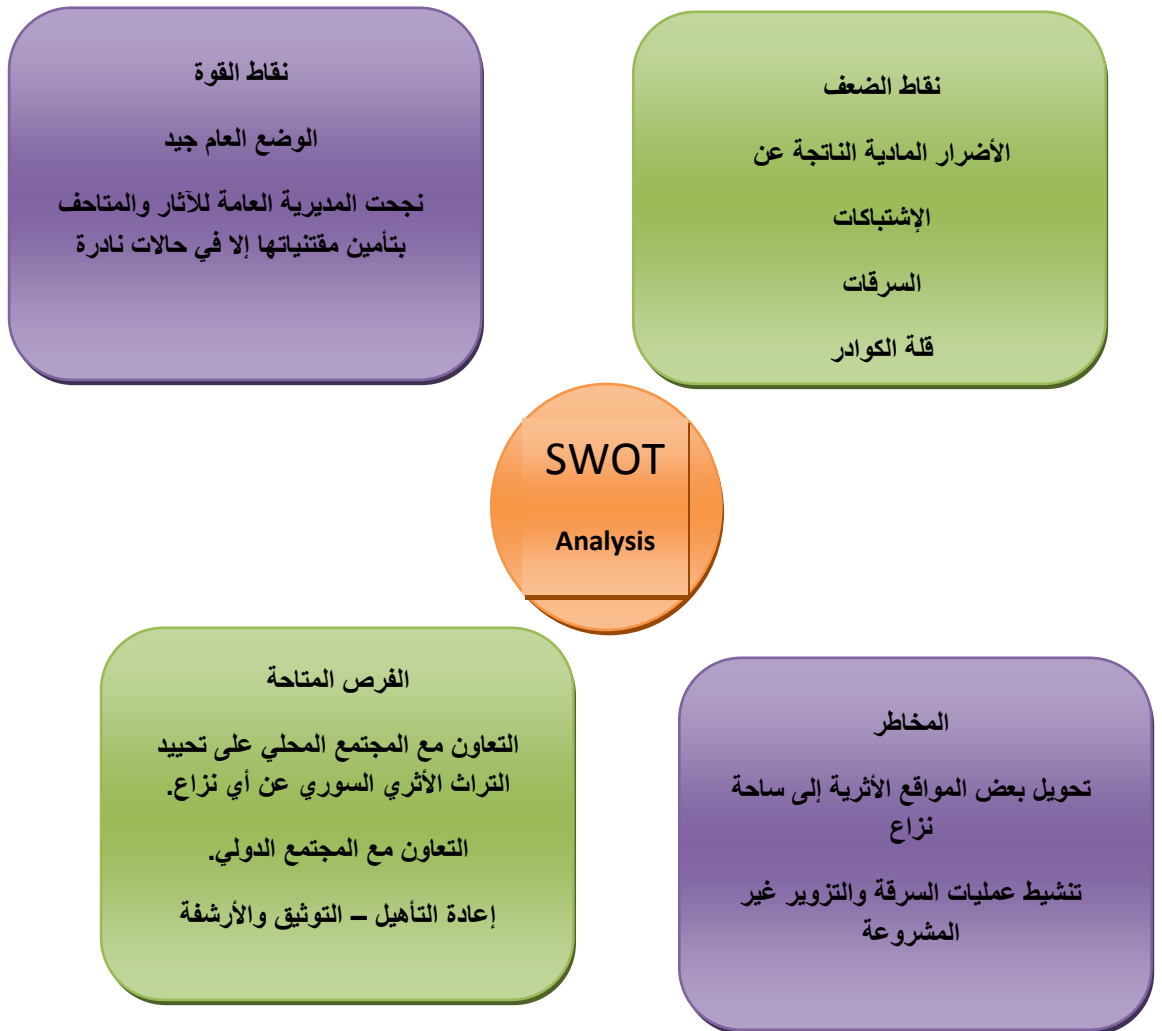 نقاط القوة
الوضع العام جيد
نجحت المديرية العامة للآثار والمتاحف
بتأمين مقتنياتها إلا في حالات نادرة
نقاط الضعف
الأضرار المادية الناتجة عن
الإشتباكات
السرقات
قلة الكوادر
SWOT
Analysis
الفرص المتاحة
التعاون مع المجتمع المحلي على تحييد
التراث الأثري السوري عن أي نزاع.
التعاون مع المجتمع الدولي.
إعادة التأهيل – التوثيق والأرشفة
المخاطر
تحويل بعض المواقع الأثرية إلى ساحة
نزاع
تنشيط عمليات السرقة والتزوير غير
المشروعة